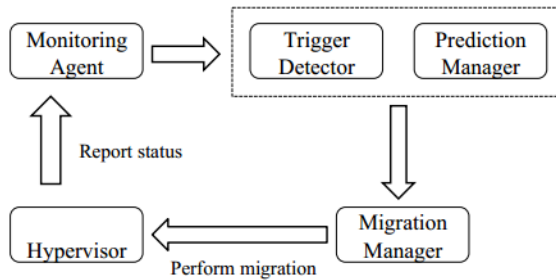 Monitoring
Agent
Trigger
Detector
Prediction
Manager
Report status
Hypervisor
Migration
Manager
Perform migration